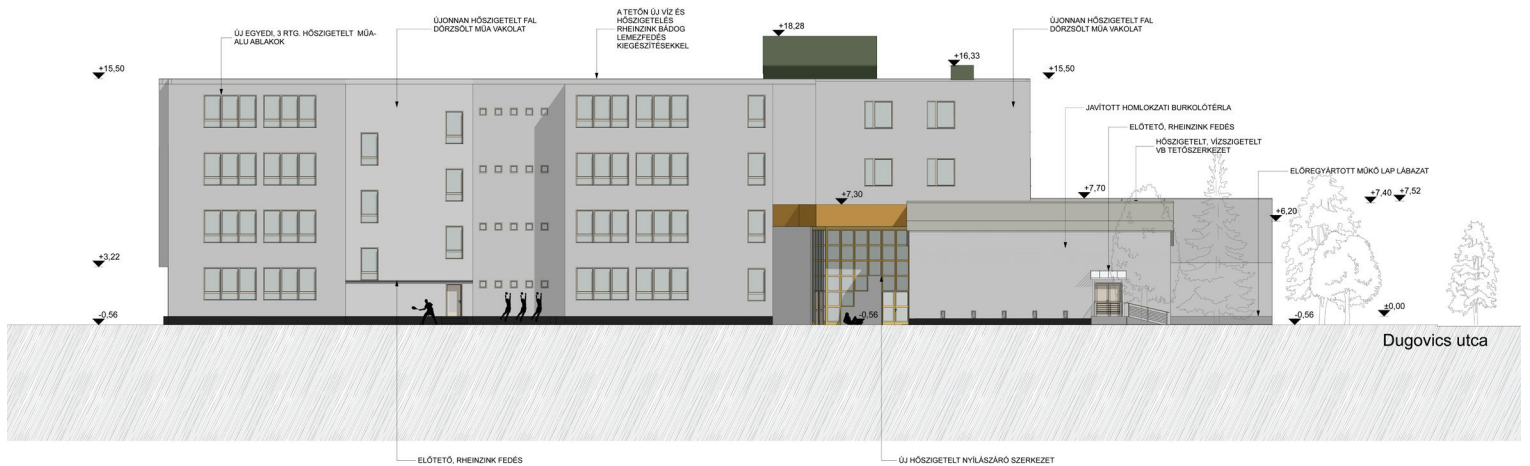 ÚJ EGYEDI, 3 RTG. HŐSZIGETELT MŰA-
ALU ABLAKOK
ÚJONNAN HŐSZIGETELT FAL
DÖRZSÖLT MŰA VAKOLAT
A TETŐN ÚJ VÍZ ÉS
HŐSZIGETELÉS
RHEINZINK BÁDOG
LEMEZFEDÉS
KIEGÉSZÍTÉSEKKEL
+18,28
ÚJONNAN HŐSZIGETELT FAL
DÖRZSÖLT MŰA VAKOLAT
+16,33
+15,50
+15,50
JAVÍTOTT HOMLOKZATI BURKOLÓTÉRLA
ELŐTETŐ, RHEINZINK FEDÉS
HŐSZIGETELT, VÍZSZIGETELT
VB TETŐSZERKEZET
ELŐREGYÁRTOTT MŰKŐ LAP LÁBAZAT
+7,30
+7,70
+7,40
+7,52
+6,20
+3,22
-0,56
-0,56
-0,56
±0,00
Dugovics utca
ELŐTETŐ, RHEINZINK FEDÉS
ÚJ HŐSZIGETELT NYÍLÁSZÁRÓ SZERKEZET